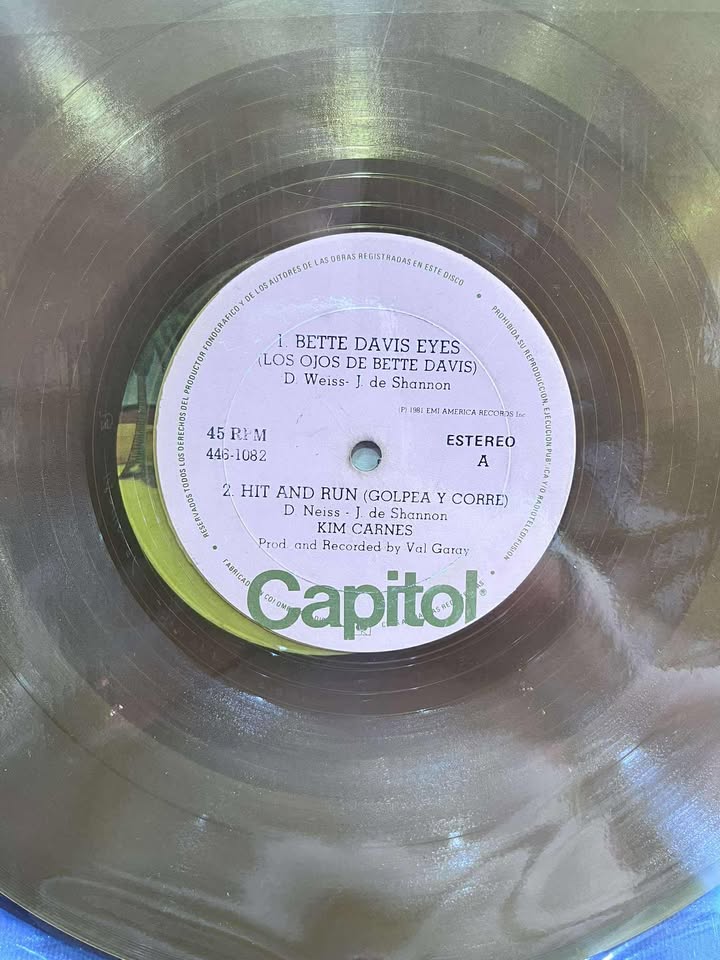 RESERVADOS TODOS LOS DERECHOS DEL PRODUCTOR FONOGRAFICO Y DE LOS AUTORES DE LAS OBRAS REGISTRADAS EN ESTE DISCO
PROHIBIDA SU REPRODUCCION, EJECUCION PUBLICA Y/O RADIOTELEDIFUSION
1. BETTE DAVIS EYES
(LOS OJOS DE BETTE DAVIS)
D. Weiss- J. de Shannon
(P) 1981 EMI AMERICA RECORDS Inc
45 RPM
446-1082
ESTEREO
A
2. HIT AND RUN (GOLPEA Y CORRE)
D Neiss - J. de Shannon
KIM CARNES
Prod. and Recorded by Val Garay
Capitol®